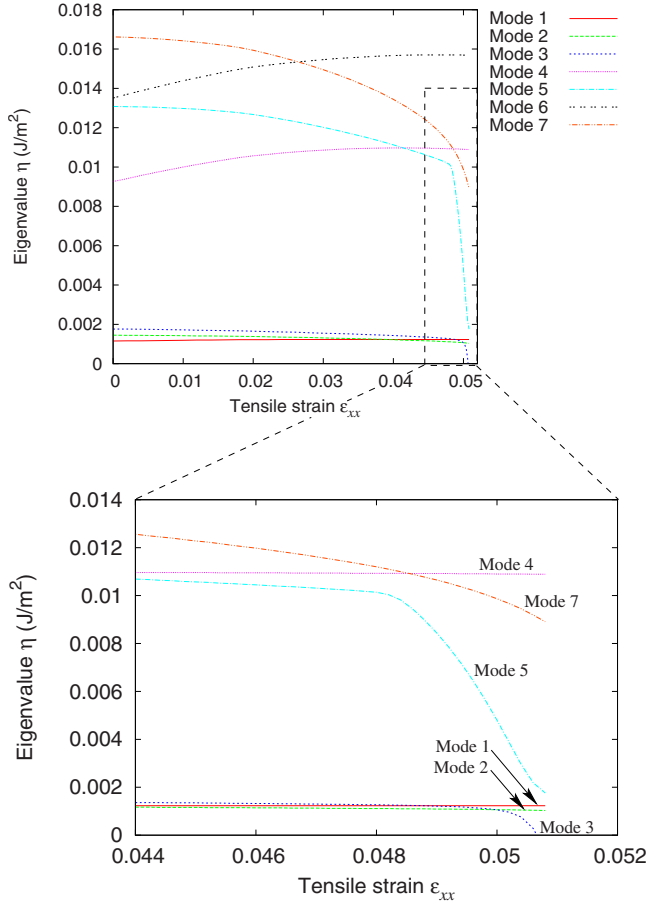 0.018
0.016
0.014
0.012
0.01
0.008
0.006
0.004
0.002
0
Eigenvalue η (J/m²)
0 0.01 0.02 0.03 0.04 0.05
Tensile strain εxx
Mode 1
Mode 2
Mode 3
Mode 4
Mode 5
Mode 6
Mode 7
0.014
0.012
0.01
0.008
0.006
0.004
0.002
0
Eigenvalue η (J/m²)
Mode 4
Mode 7
Mode 5
Mode 1
Mode 2
Mode 3
0.044 0.046 0.048 0.05 0.052
Tensile strain εxx